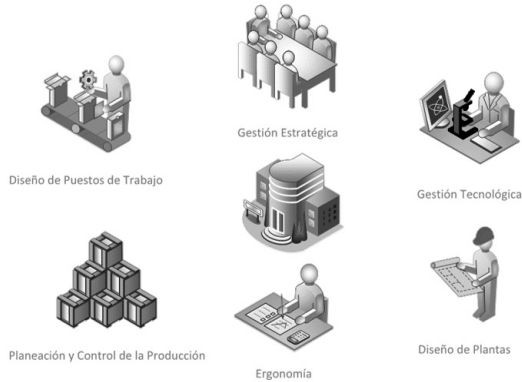 Gestión Estratégica
Diseño de Puestos de Trabajo
Gestión Tecnológica
Planeación y Control de la Producción
Diseño de Plantas
Ergonomía